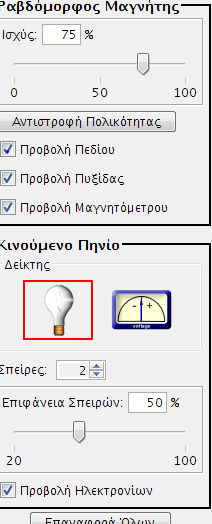 Ραβδόμορφος Μαγνήτης
Ισχύς: 75 %
0 50 100
Αντιστροφή Πολικότητας
Προβολή Πεδίου
Προβολή Πυξίδας
Προβολή Μαγνητόμετρου
Κινούμενο Πηνίο
Δείκτης
- +
voltage
Σπείρες: 2
Επιφάνεια Σπειρών: 50 %
20 100
Προβολή Ηλεκτρονίων
Επαναφορά Όλων